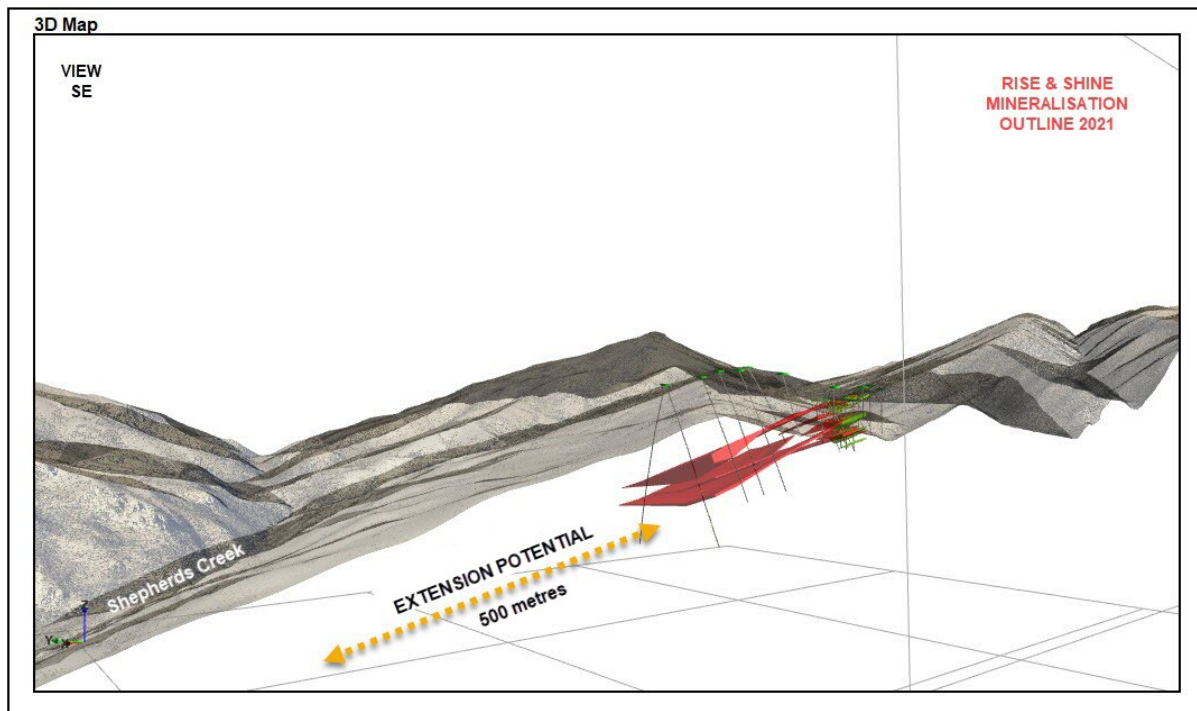 3D Map
VIEW
SE
RISE & SHINE
MINERALISATION
OUTLINE 2021
EXTENSION POTENTIAL
500 metres
Shepherds Creek
Z
Y
X